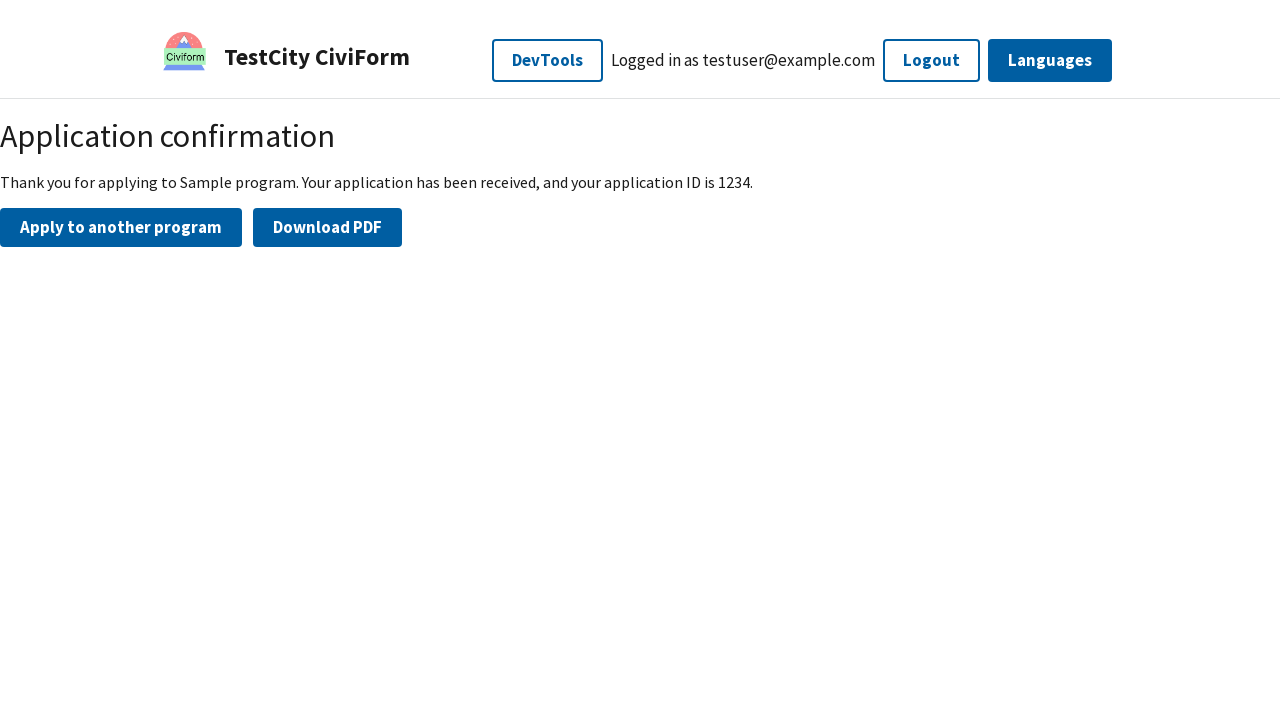 Civiform
TestCity CiviForm
DevTools
Logged in as testuser@example.com
Logout
Languages
Application confirmation
Thank you for applying to Sample program. Your application has been received, and your application ID is 1234.
Apply to another program
Download PDF